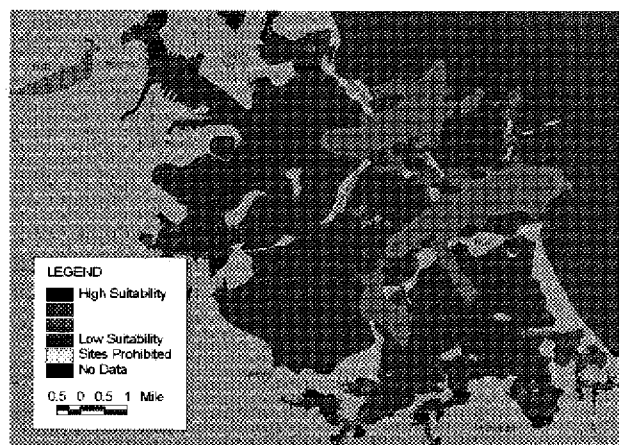 LEGEND
High Suitability
Low Suitability
Sites Prohibited
No Data
0.5 0 0.5 1 Mile